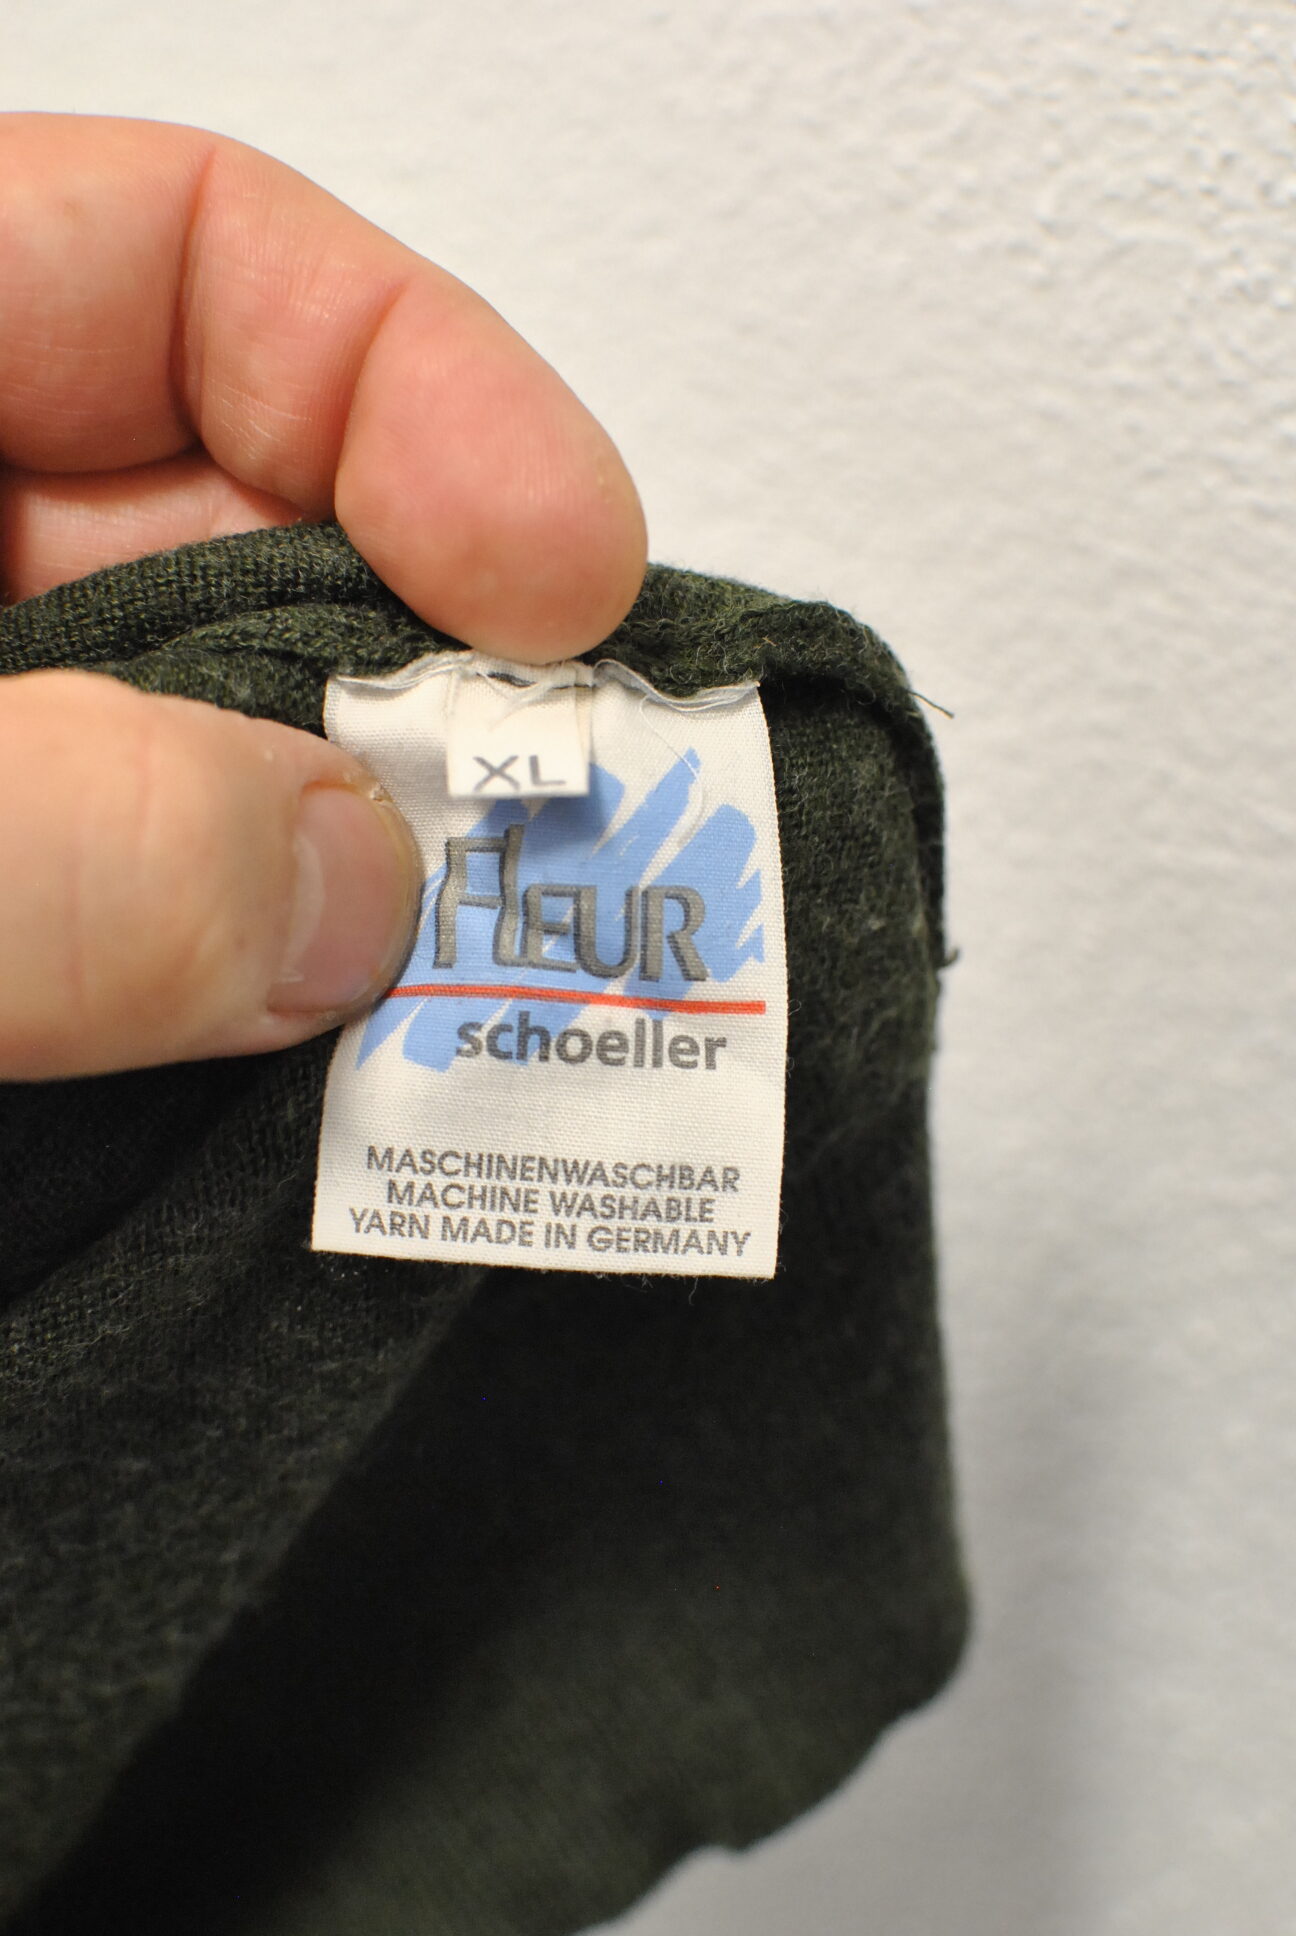 XL
FLEUR
schoeller
MASCHINENWASCHBAR
MACHINE WASHABLE
YARN MADE IN GERMANY